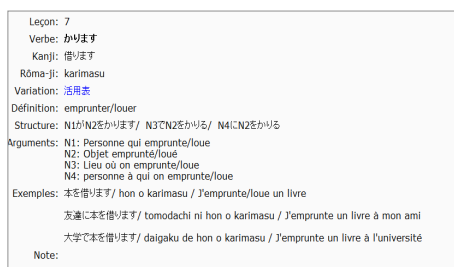 Leçon: 7
Verbe: かります
Kanji: 借ります
Rôma-ji: karimasu
Variation: 活用表
Définition: emprunter/louer
Structure: N1がN2をかります/ N3でN2をかりる/ N4にN2をかりる
Arguments: N1: Personne qui emprunte/loue
N2: Objet emprunté/loué
N3: Lieu où on emprunte/loue
N4: personne à qui on emprunte/loue
Exemples: 本を借ります/ hon o karimasu / J'emprunte/loue un livre
友達に本を借ります/ tomodachi ni hon o karimasu / J'emprunte un livre à mon ami
大学で本を借ります/ daigaku de hon o karimasu / J'emprunte un livre à l'université
Note: